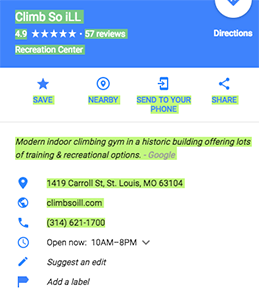 Climb So iLL
4.9 ★★★★★ · 57 reviews
Directions
Recreation Center
SAVE
NEARBY
SEND TO YOUR
PHONE
SHARE
Modern indoor climbing gym in a historic building offering lots
of training & recreational options. - Google
1419 Carroll St, St. Louis, MO 63104
climbsoill.com
(314) 621-1700
Open now: 10AM–8PM
Suggest an edit
Add a label